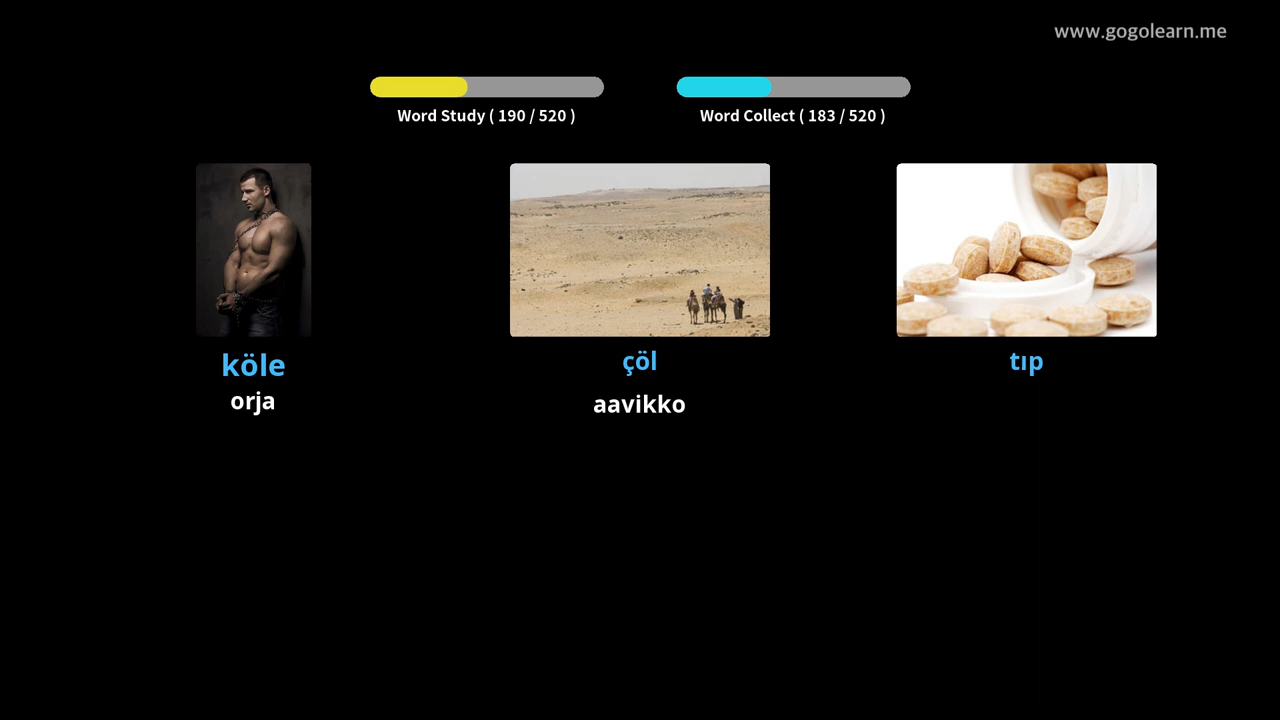 www.gogolearn.me
Word Study ( 190 / 520 )
Word Collect ( 183 / 520 )
köle
çöl
tıp
orja
aavikko